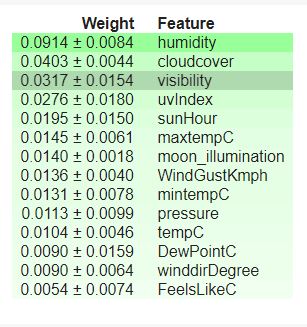 Weight Feature
0.0914 ± 0.0084 humidity
0.0403 ± 0.0044 cloudcover
0.0317 ± 0.0154 visibility
0.0276 ± 0.0180 uvIndex
0.0195 ± 0.0150 sunHour
0.0145 ± 0.0061 maxtempC
0.0140 ± 0.0018 moon_illumination
0.0136 ± 0.0040 WindGustKmph
0.0131 ± 0.0078 mintempC
0.0113 ± 0.0099 pressure
0.0104 ± 0.0046 tempC
0.0090 ± 0.0159 DewPointC
0.0090 ± 0.0064 winddirDegree
0.0054 ± 0.0074 FeelsLikeC